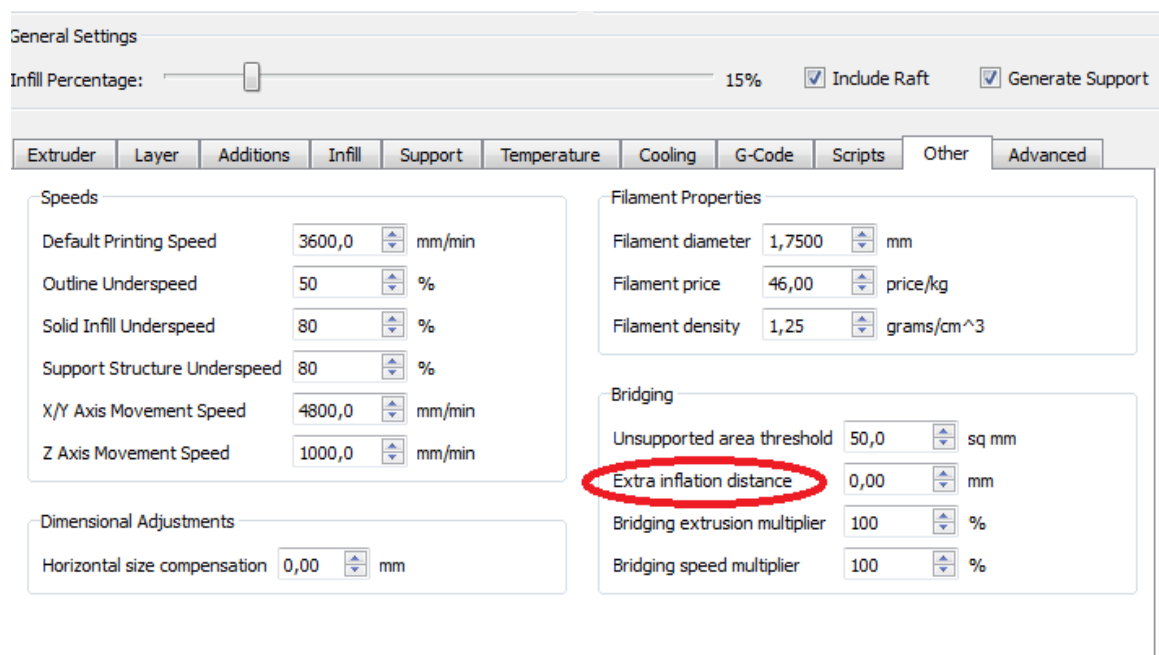 General Settings
Infill Percentage: 15% Include Raft Generate Support
Extruder Layer Additions Infill Support Temperature Cooling G-Code Scripts Other Advanced
Speeds
Default Printing Speed 3600,0 mm/min
Outline Underspeed 50 %
Solid Infill Underspeed 80 %
Support Structure Underspeed 80 %
X/Y Axis Movement Speed 4800,0 mm/min
Z Axis Movement Speed 1000,0 mm/min
Dimensional Adjustments
Horizontal size compensation 0,00 mm
Filament Properties
Filament diameter 1,7500 mm
Filament price 46,00 price/kg
Filament density 1,25 grams/cm^3
Bridging
Unsupported area threshold 50,0 sq mm
Extra inflation distance 0,00 mm
Bridging extrusion multiplier 100 %
Bridging speed multiplier 100 %